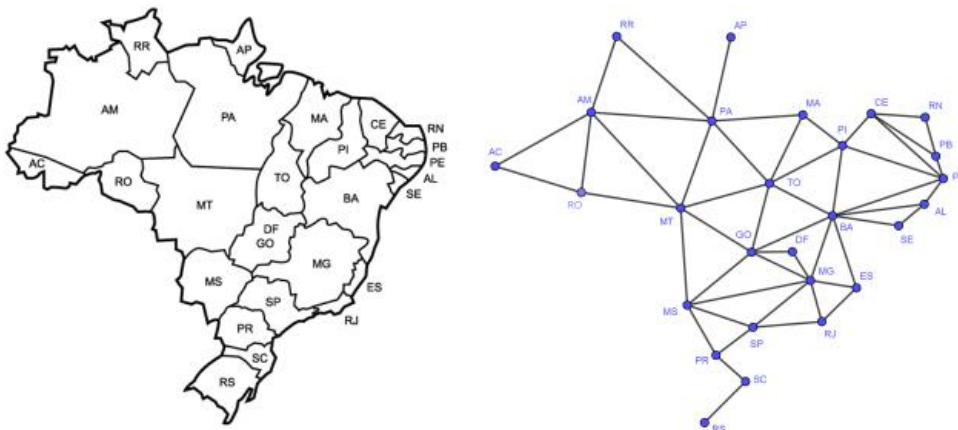 RR
AP
AM
PA
MA
CE
RN
PB
PI
PE
AC
AL
TO
RO
SE
BA
MT
DF
GO
MG
MS
ES
SP
RJ
PR
SC
RS
RR
AP
AM
PA
MA
CE
RN
PI
PB
AC
P
TO
RO
AL
MT
BA
SE
GO
DF
MG
ES
MS
RJ
SP
PR
SC
RS